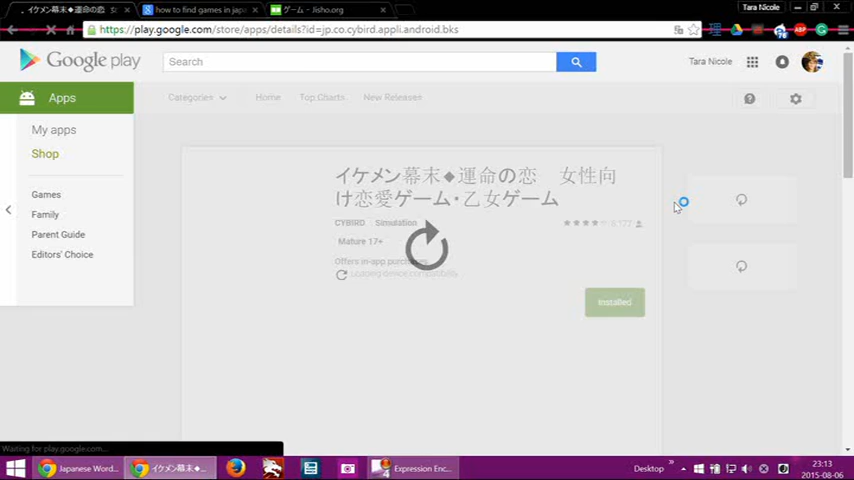 Tara Nicole
イケメン幕末◆運命の恋
how to find games in japa
ゲーム - Jisho.org
https://play.google.com/store/apps/details?id=jp.co.cybird.appli.android.bks
Google play
Search
Tara Nicole
Apps
Categories
Home
Top Charts
New Releases
My apps
Shop
Games
Family
Parent Guide
Editors' Choice
イケメン幕末◆運命の恋 女性向
け恋愛ゲーム・乙女ゲーム
CYBIRD Simulation
Mature 17+
Offers in-app purchases
Loading device compatibility...
Installed
Waiting for play.google.com...
Japanese Word...
イケメン幕末◆...
Expression Enc...
Desktop
23:13
2015-08-06